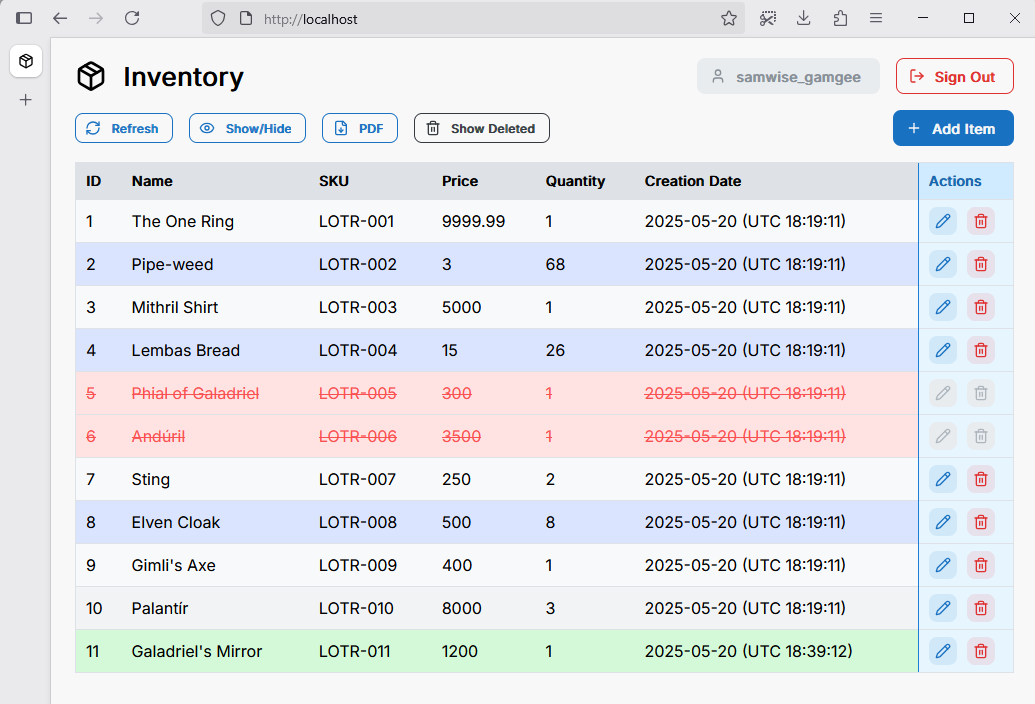 http://localhost
Inventory samwise_gamgee Sign Out
Refresh Show/Hide PDF Show Deleted Add Item
ID Name SKU Price Quantity Creation Date Actions
1 The One Ring LOTR-001 9999.99 1 2025-05-20 (UTC 18:19:11)
2 Pipe-weed LOTR-002 3 68 2025-05-20 (UTC 18:19:11)
3 Mithril Shirt LOTR-003 5000 1 2025-05-20 (UTC 18:19:11)
4 Lembas Bread LOTR-004 15 26 2025-05-20 (UTC 18:19:11)
5 Phial of Galadriel LOTR-005 300 1 2025-05-20 (UTC 18:19:11)
6 Andúril LOTR-006 3500 1 2025-05-20 (UTC 18:19:11)
7 Sting LOTR-007 250 2 2025-05-20 (UTC 18:19:11)
8 Elven Cloak LOTR-008 500 8 2025-05-20 (UTC 18:19:11)
9 Gimli's Axe LOTR-009 400 1 2025-05-20 (UTC 18:19:11)
10 Palantír LOTR-010 8000 3 2025-05-20 (UTC 18:19:11)
11 Galadriel's Mirror LOTR-011 1200 1 2025-05-20 (UTC 18:39:12)